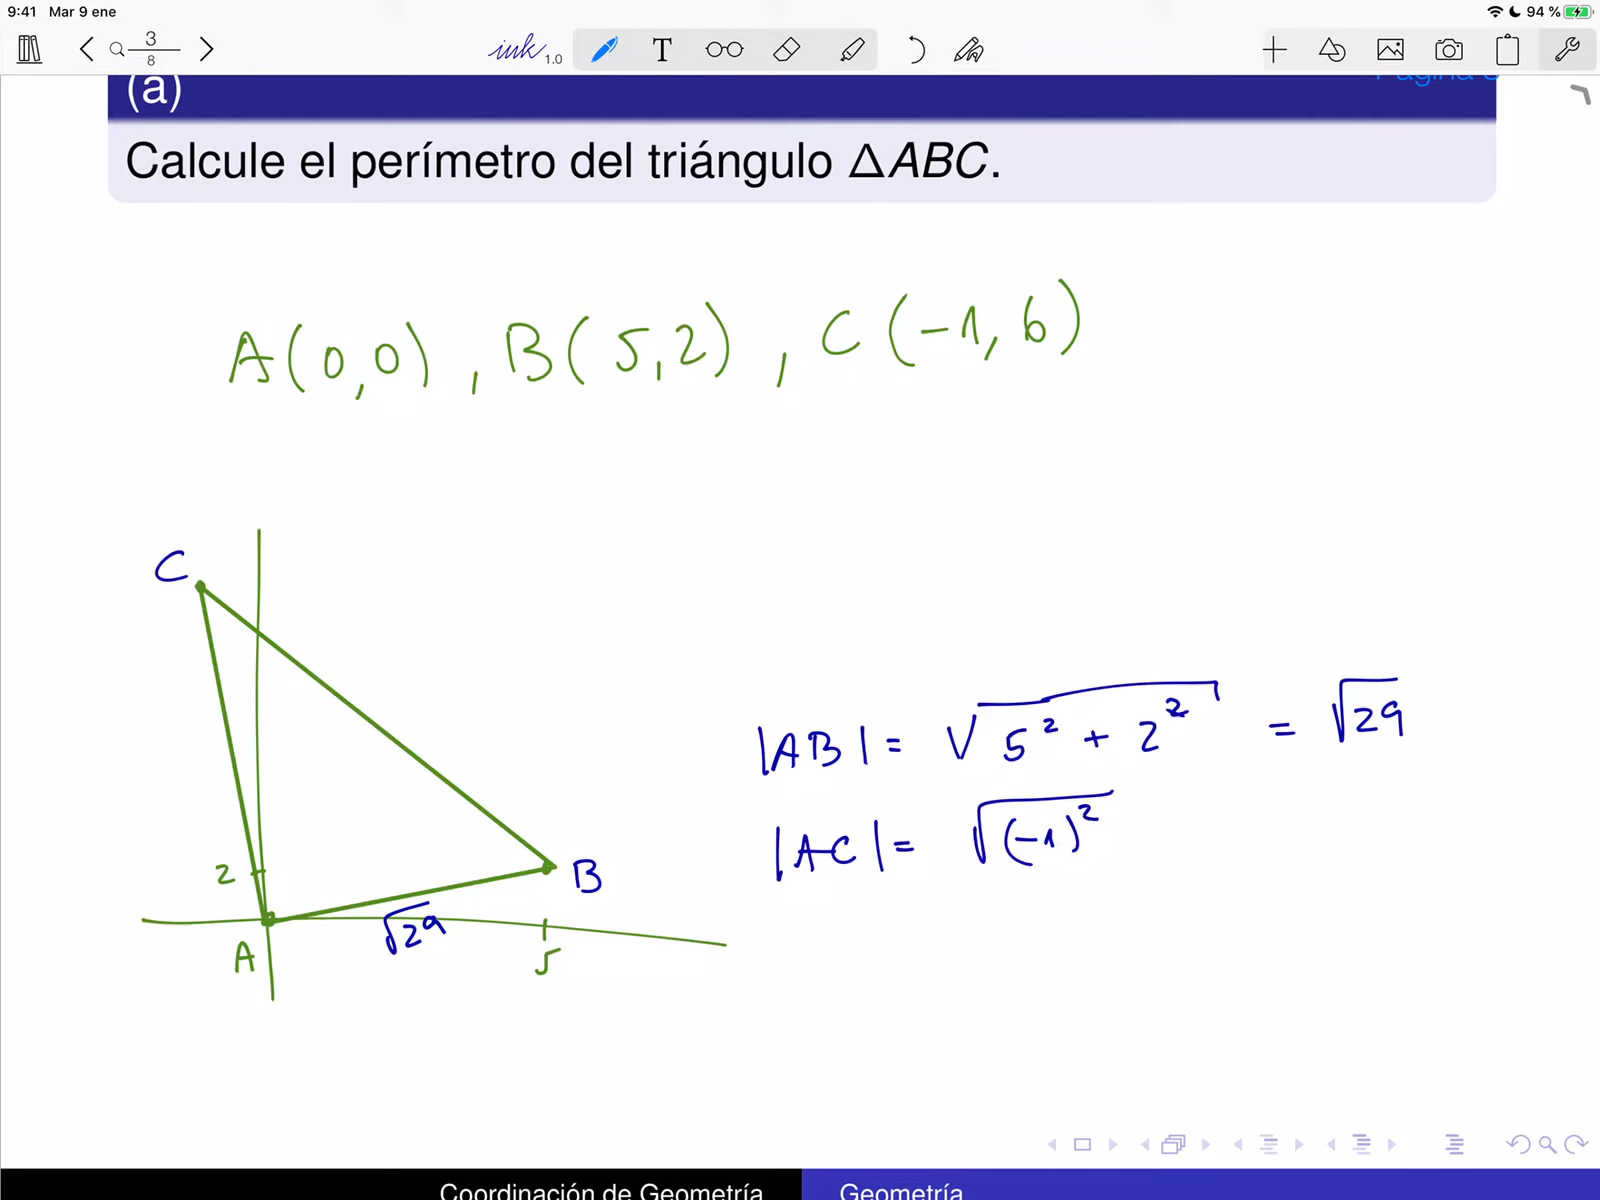 9:41 Mar 9 ene 94 %
3
8
ink 1.0 T
(a)
Calcule el perímetro del triángulo ΔABC.
A(0,0) , B(5,2) , C(-1,6)
C
|AB| = √5² + 2² = √29
|AC| = √(-1)²
2
B
√29
A
5
Coordinación de Geometría Geometría